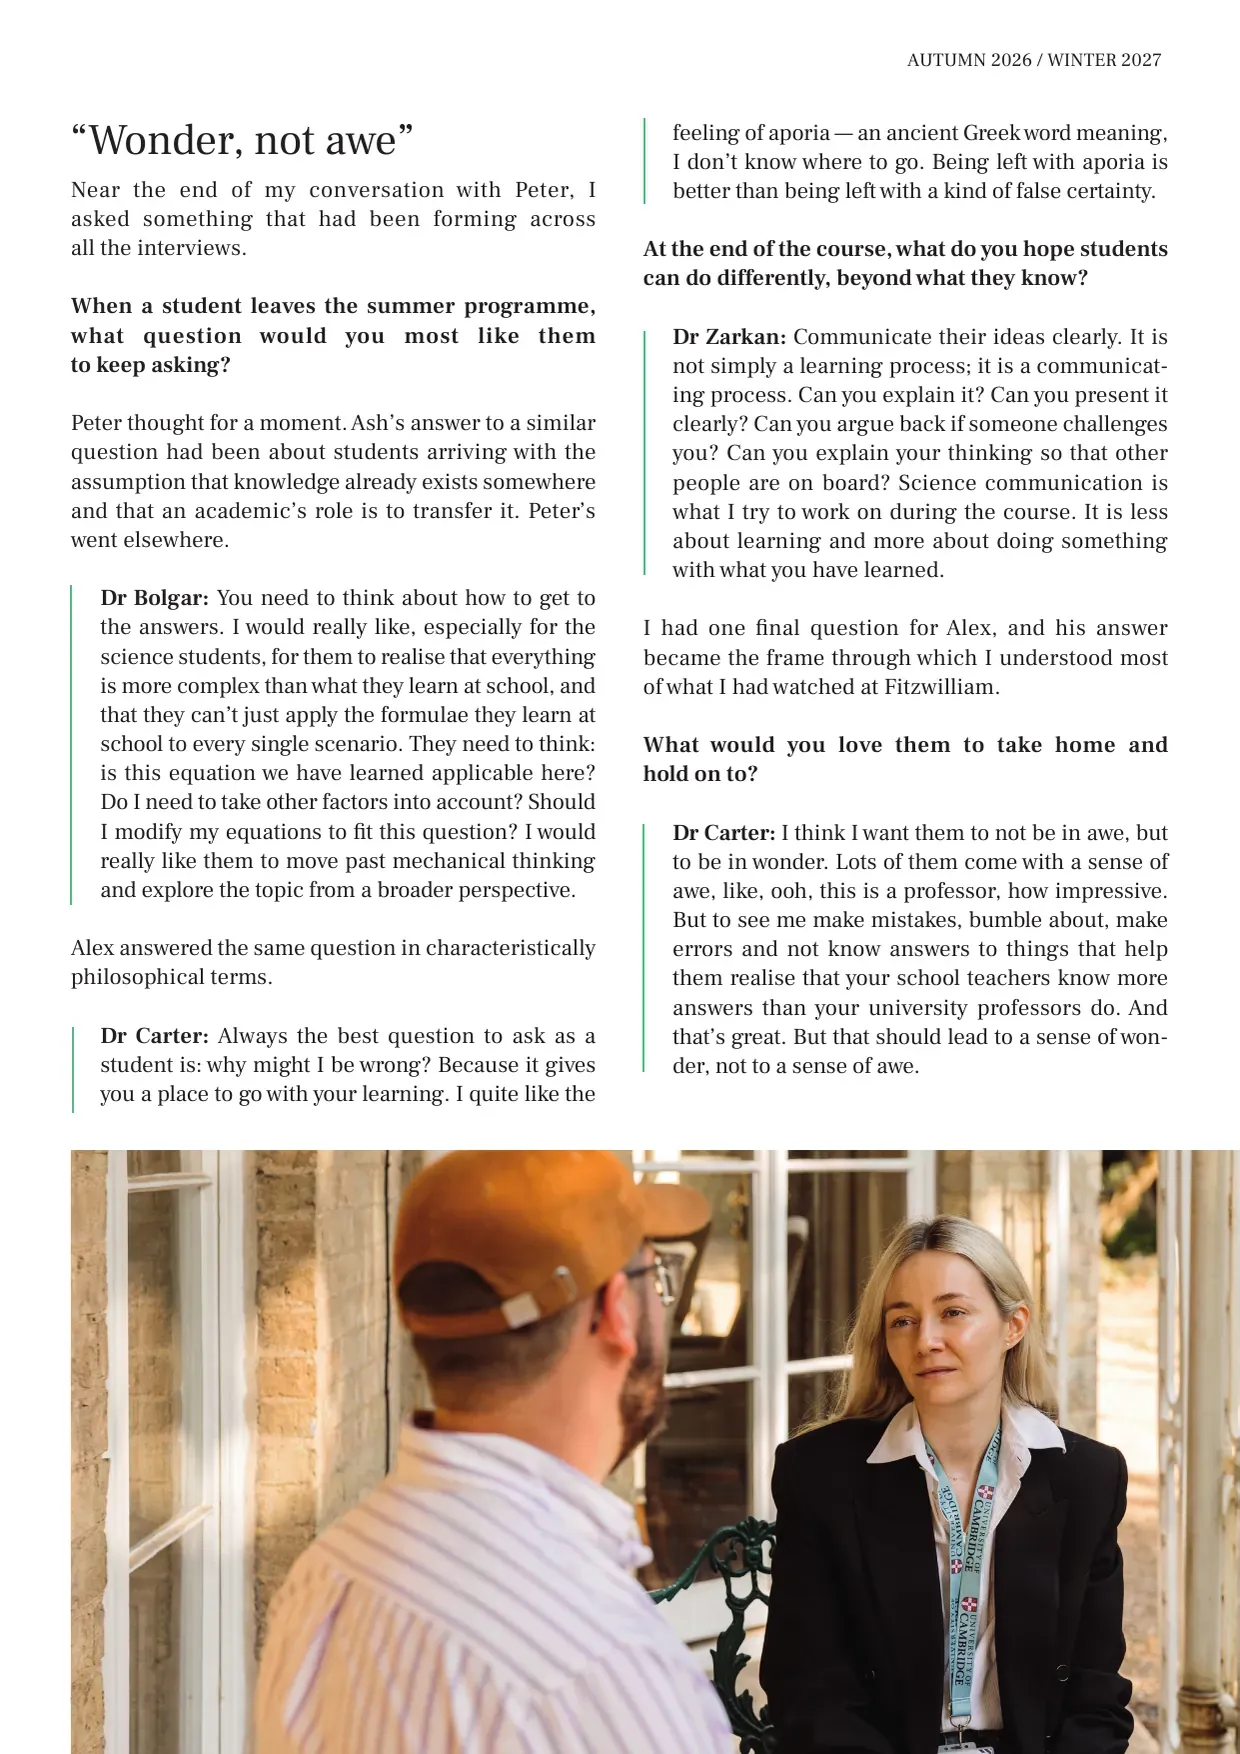 AUTUMN 2026 / WINTER 2027
“Wonder, not awe”
Near the end of my conversation with Peter, I
asked something that had been forming across
all the interviews.
When a student leaves the summer programme,
what question would you most like them
to keep asking?
Peter thought for a moment. Ash’s answer to a similar
question had been about students arriving with the
assumption that knowledge already exists somewhere
and that an academic’s role is to transfer it. Peter’s
went elsewhere.
Dr Bolgar: You need to think about how to get to
the answers. I would really like, especially for the
science students, for them to realise that everything
is more complex than what they learn at school, and
that they can’t just apply the formulae they learn at
school to every single scenario. They need to think:
is this equation we have learned applicable here?
Do I need to take other factors into account? Should
I modify my equations to fit this question? I would
really like them to move past mechanical thinking
and explore the topic from a broader perspective.
Alex answered the same question in characteristically
philosophical terms.
Dr Carter: Always the best question to ask as a
student is: why might I be wrong? Because it gives
you a place to go with your learning. I quite like the
feeling of aporia — an ancient Greek word meaning,
I don’t know where to go. Being left with aporia is
better than being left with a kind of false certainty.
At the end of the course, what do you hope students
can do differently, beyond what they know?
Dr Zarkan: Communicate their ideas clearly. It is
not simply a learning process; it is a communicat-
ing process. Can you explain it? Can you present it
clearly? Can you argue back if someone challenges
you? Can you explain your thinking so that other
people are on board? Science communication is
what I try to work on during the course. It is less
about learning and more about doing something
with what you have learned.
I had one final question for Alex, and his answer
became the frame through which I understood most
of what I had watched at Fitzwilliam.
What would you love them to take home and
hold on to?
Dr Carter: I think I want them to not be in awe, but
to be in wonder. Lots of them come with a sense of
awe, like, ooh, this is a professor, how impressive.
But to see me make mistakes, bumble about, make
errors and not know answers to things that help
them realise that your school teachers know more
answers than your university professors do. And
that’s great. But that should lead to a sense of won-
der, not to a sense of awe.
UNIVERSITY OF
CAMBRIDGE
UNIVERSITY OF
CAMBRIDGE